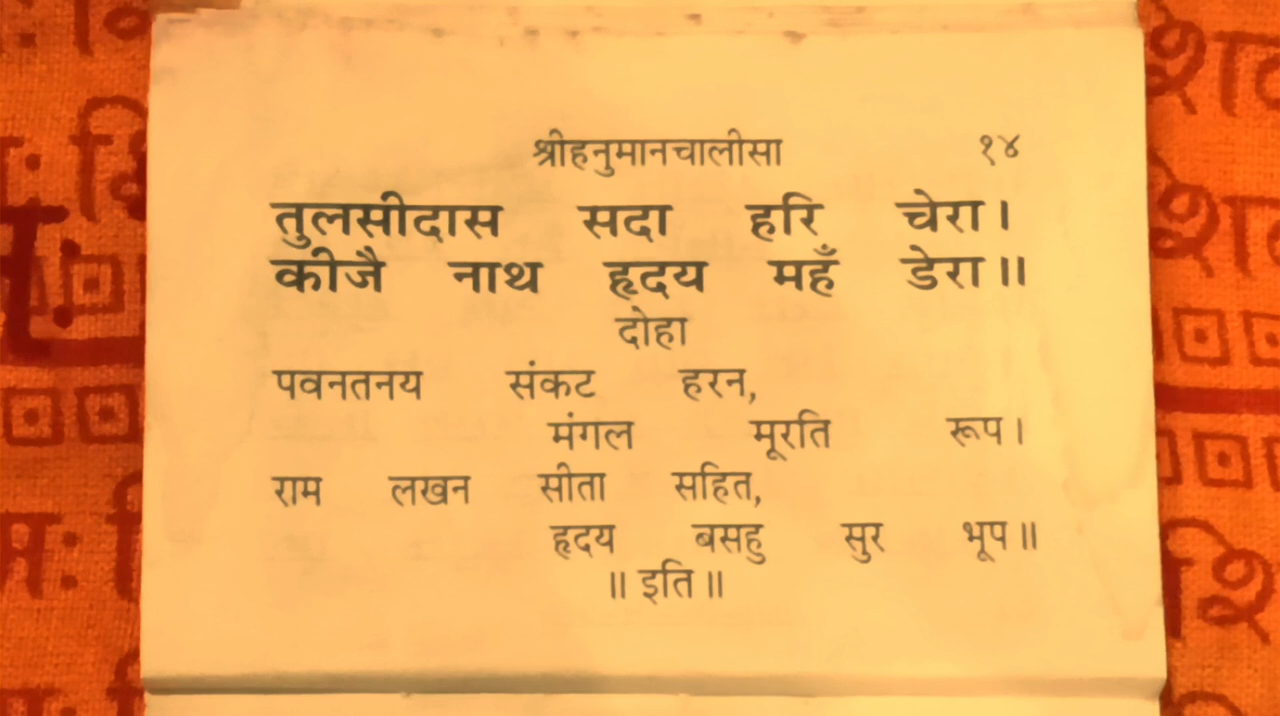 श्रीहनुमानचालीसा १४
तुलसीदास सदा हरि चेरा।
कीजै नाथ हृदय महँ डेरा॥
दोहा
पवनतनय संकट हरन,
मंगल मूरति रूप।
राम लखन सीता सहित,
हृदय बसहु सुर भूप॥
॥ इति ॥